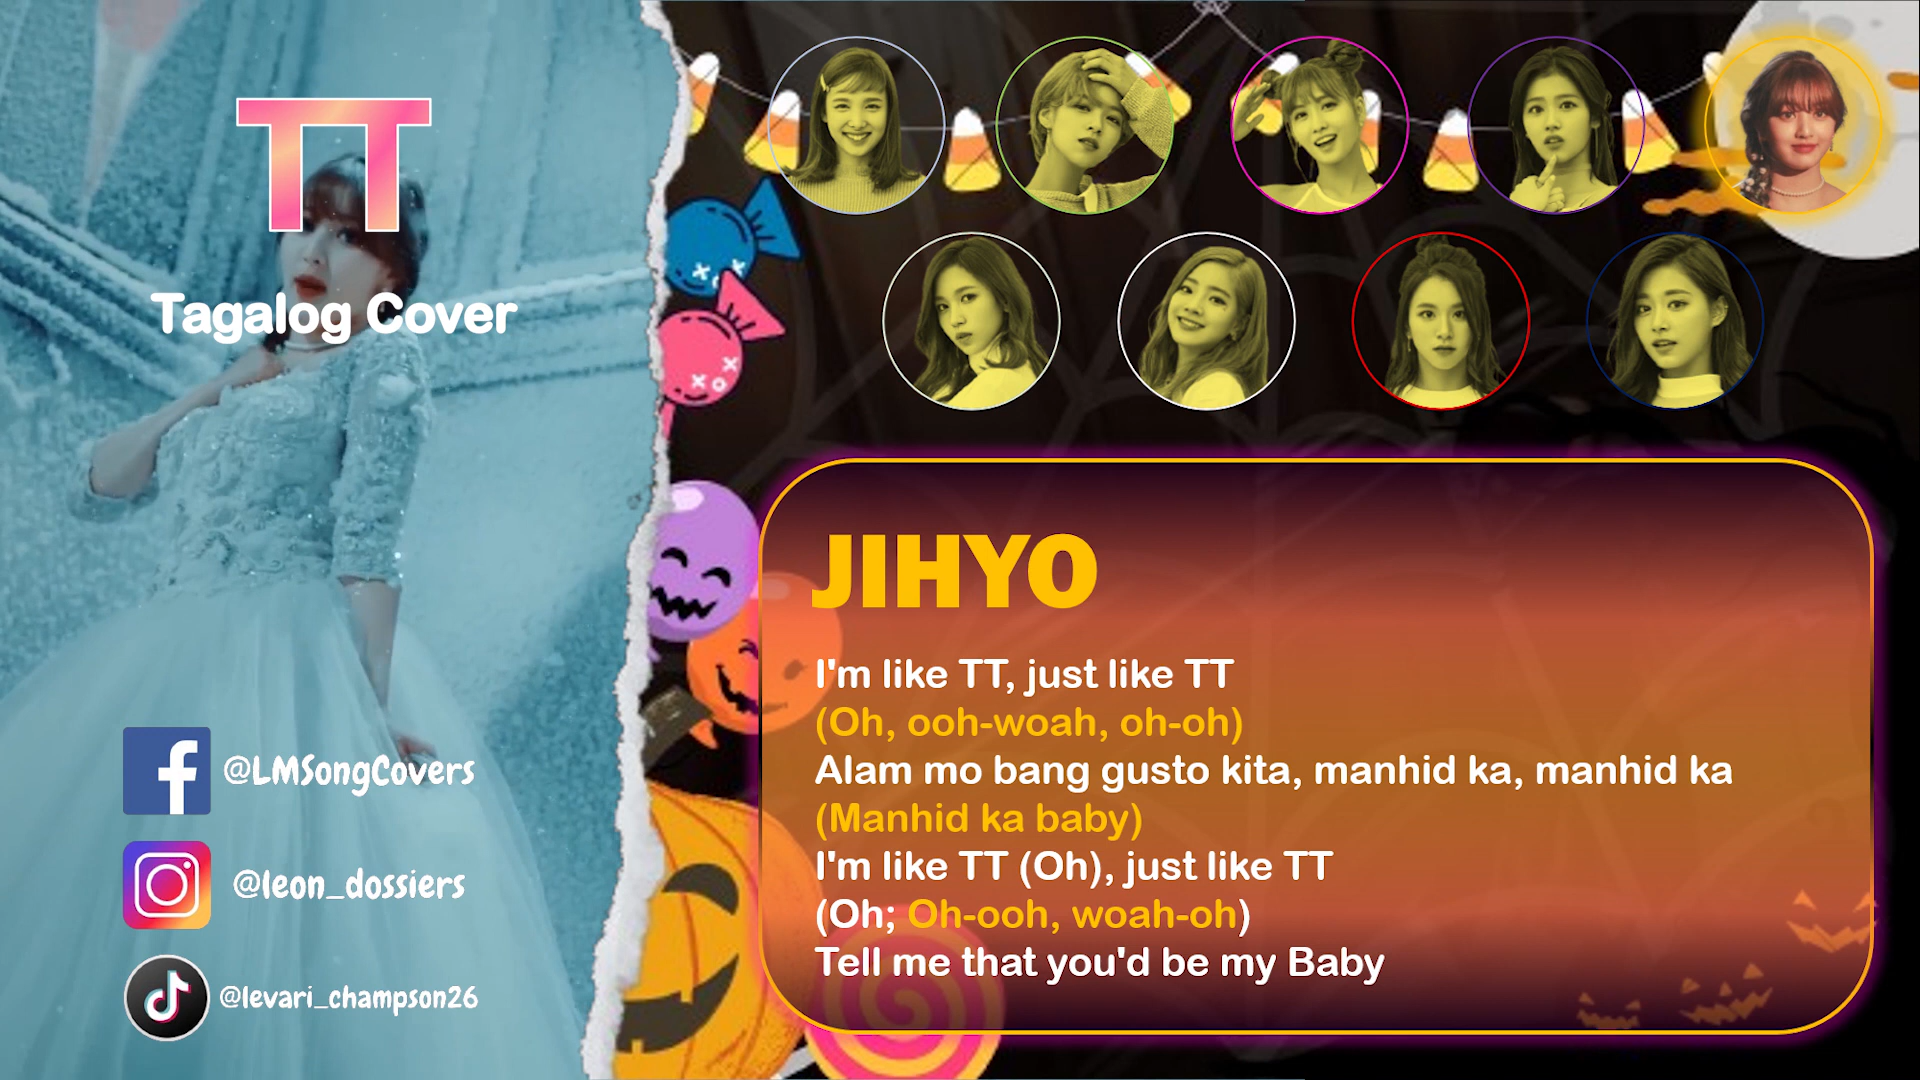 TT
Tagalog Cover
@LMSongCovers
@leon_dossiers
@levari_champson26
JIHYO
I'm like TT, just like TT
(Oh, ooh-woah, oh-oh)
Alam mo bang gusto kita, manhid ka, manhid ka
(Manhid ka baby)
I'm like TT (Oh), just like TT
(Oh; Oh-ooh, woah-oh)
Tell me that you'd be my Baby